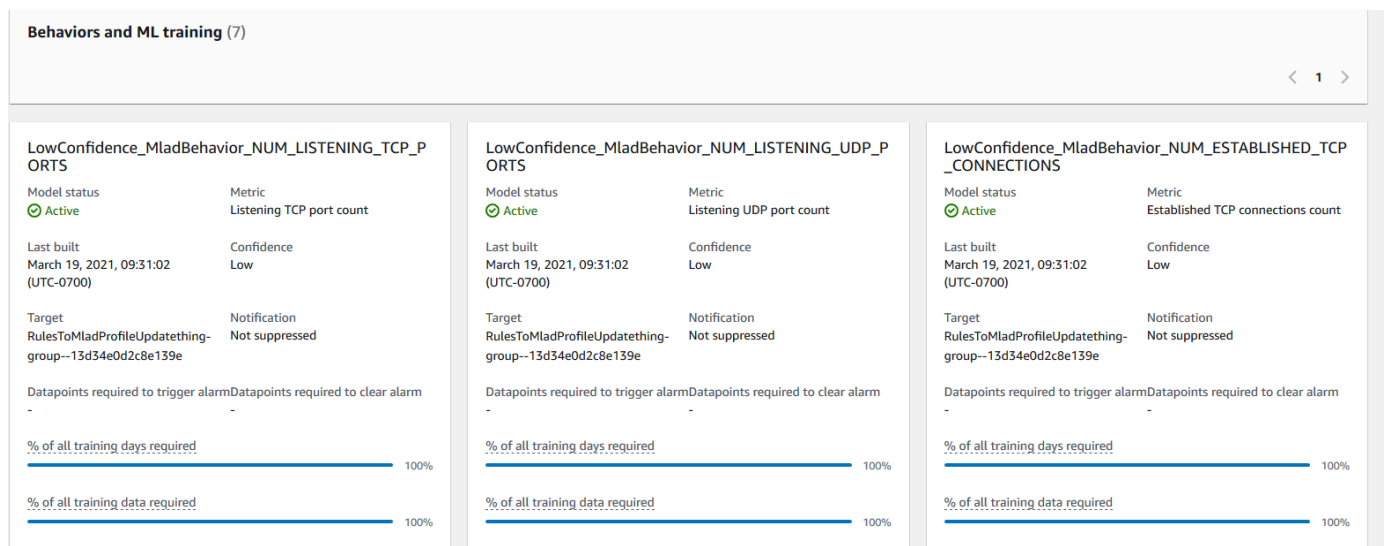 Behaviors and ML training (7)
< 1 >
LowConfidence_MladBehavior_NUM_LISTENING_TCP_P
ORTS
Model status
Metric
Active
Listening TCP port count
Last built
Confidence
March 19, 2021, 09:31:02
Low
(UTC-0700)
Target
Notification
RulesToMladProfileUpdatething-
Not suppressed
group--13d34e0d2c8e139e
Datapoints required to trigger alarm
Datapoints required to clear alarm
-
-
% of all training days required
100%
% of all training data required
100%
LowConfidence_MladBehavior_NUM_LISTENING_UDP_P
ORTS
Model status
Metric
Active
Listening UDP port count
Last built
Confidence
March 19, 2021, 09:31:02
Low
(UTC-0700)
Target
Notification
RulesToMladProfileUpdatething-
Not suppressed
group--13d34e0d2c8e139e
Datapoints required to trigger alarm
Datapoints required to clear alarm
-
-
% of all training days required
100%
% of all training data required
100%
LowConfidence_MladBehavior_NUM_ESTABLISHED_TCP
_CONNECTIONS
Model status
Metric
Active
Established TCP connections count
Last built
Confidence
March 19, 2021, 09:31:02
Low
(UTC-0700)
Target
Notification
RulesToMladProfileUpdatething-
Not suppressed
group--13d34e0d2c8e139e
Datapoints required to trigger alarm
Datapoints required to clear alarm
-
-
% of all training days required
100%
% of all training data required
100%